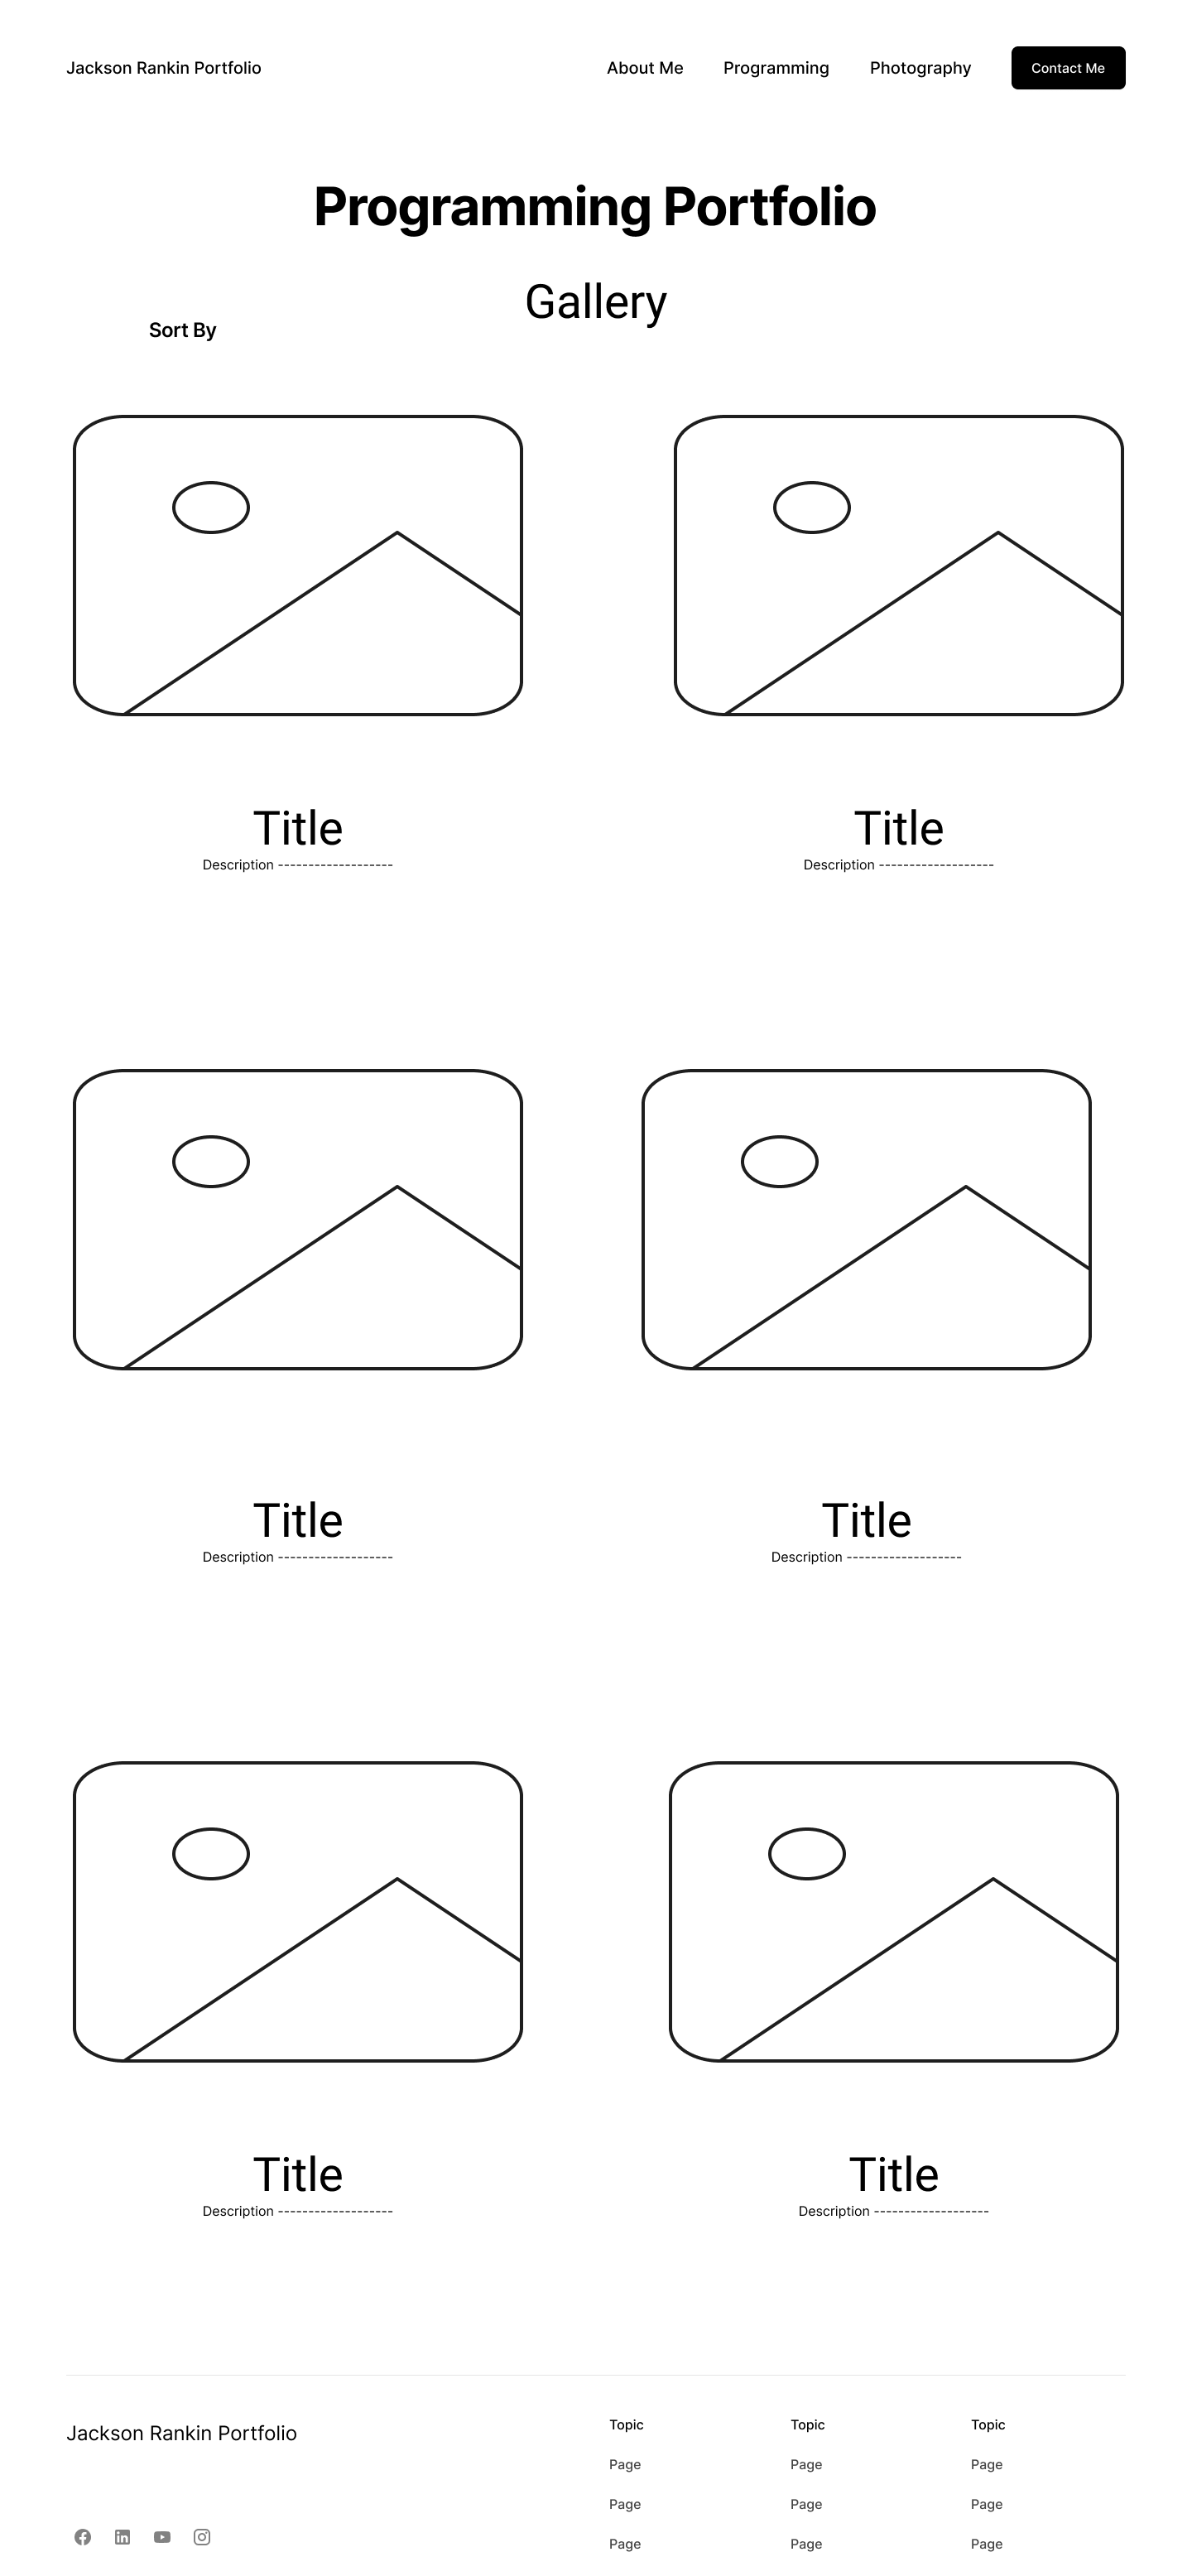 Jackson Rankin Portfolio
About Me Programming Photography Contact Me
Programming Portfolio
Gallery
Sort By
Title Title
Description ------------------- Description -------------------
Title Title
Description ------------------- Description -------------------
Title Title
Description ------------------- Description -------------------
Jackson Rankin Portfolio
Topic Topic Topic
Page Page Page
Page Page Page
Page Page Page